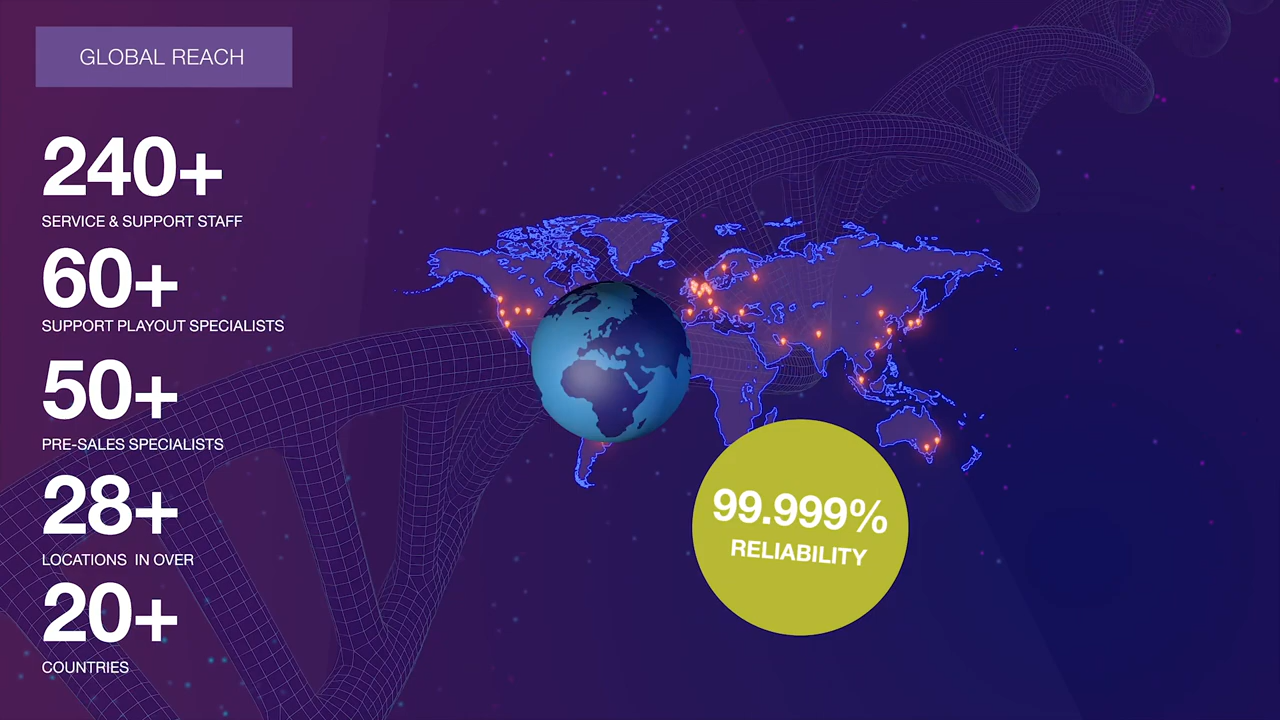 GLOBAL REACH
240+
SERVICE & SUPPORT STAFF
60+
SUPPORT PLAYOUT SPECIALISTS
50+
PRE-SALES SPECIALISTS
28+
LOCATIONS IN OVER
20+
COUNTRIES
99.999%
RELIABILITY